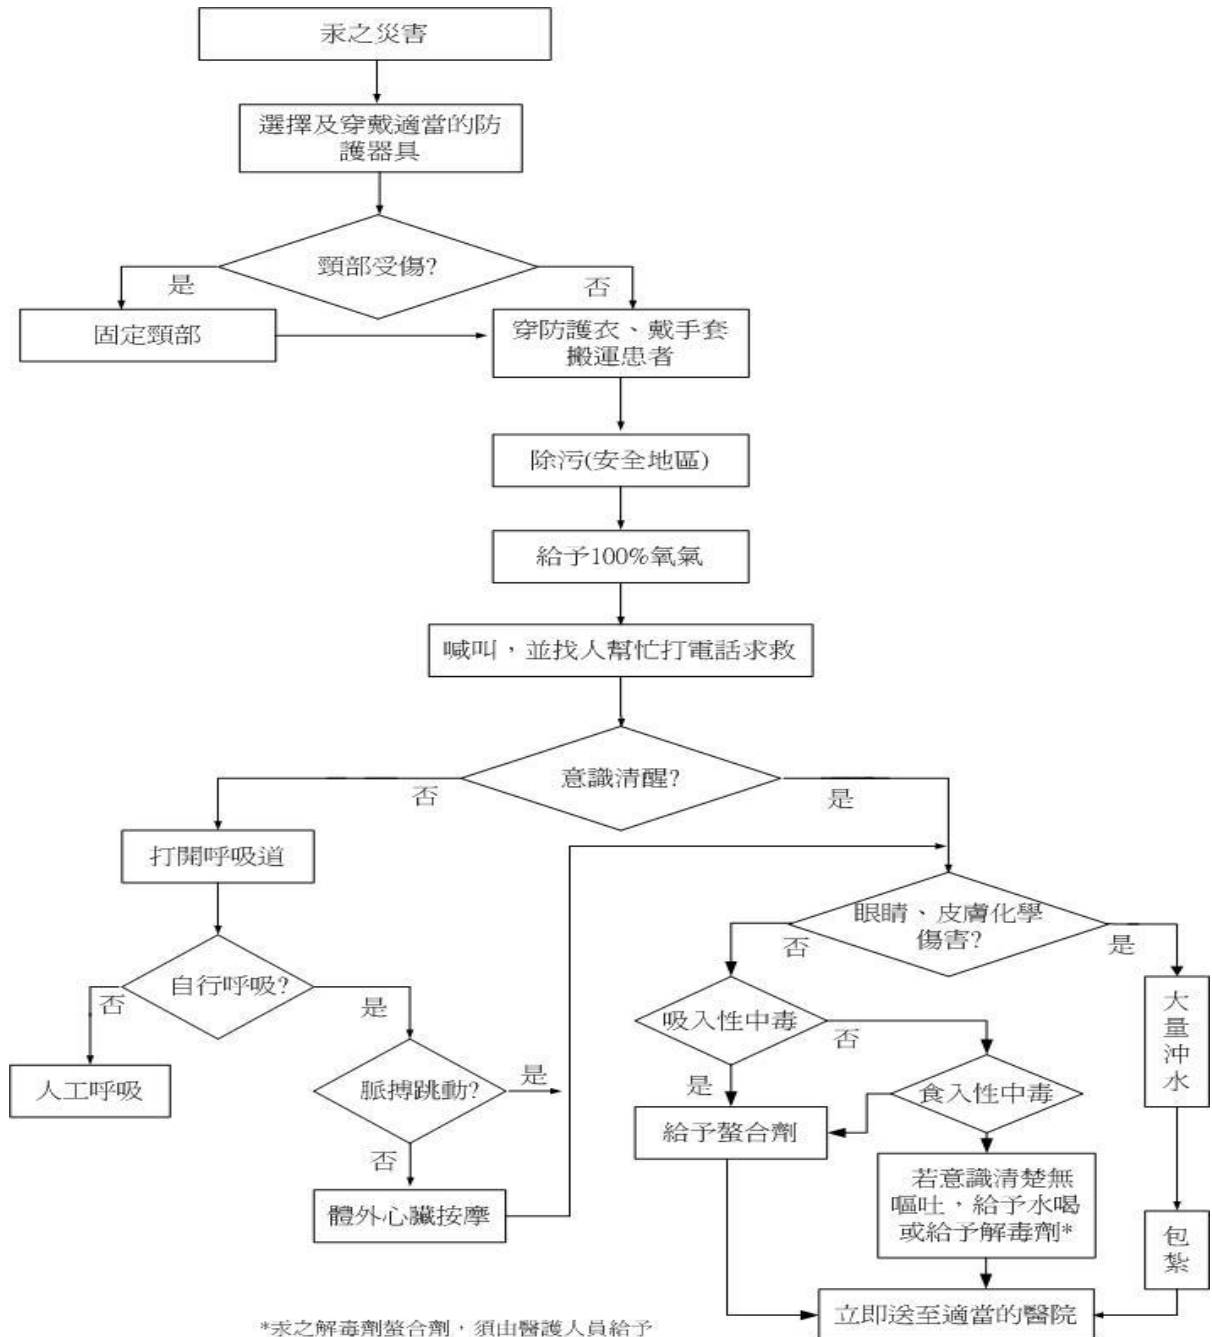 汞之災害
選擇及穿戴適當的防
護器具
頸部受傷?
是
否
固定頸部
穿防護衣、戴手套
搬運患者
除污(安全地區)
給予100%氧氣
喊叫，並找人幫忙打電話求救
意識清醒?
否
是
打開呼吸道
眼睛、皮膚化學
傷害?
否
是
自行呼吸?
否
是
大量沖水
吸入性中毒
否
是
人工呼吸
脈搏跳動?
是
否
食入性中毒
給予螯合劑
若意識清楚無
嘔吐，給予水喝
或給予解毒劑*
體外心臟按摩
包紮
立即送至適當的醫院
*汞之解毒劑螯合劑，須由醫護人員給予